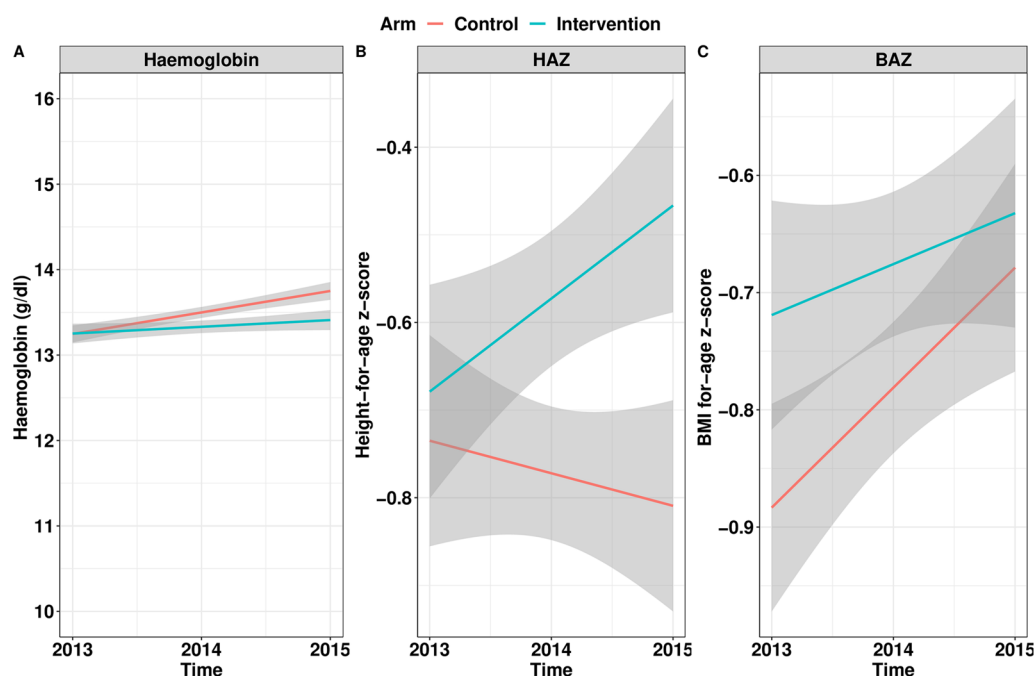 Arm Control Intervention
A
Haemoglobin
Haemoglobin (g/dl)
16
15
14
13
12
11
10
2013 2014 2015
Time
B
HAZ
Height−for−age z−score
−0.4
−0.6
−0.8
2013 2014 2015
Time
C
BAZ
BMI for−age z−score
−0.6
−0.7
−0.8
−0.9
2013 2014 2015
Time